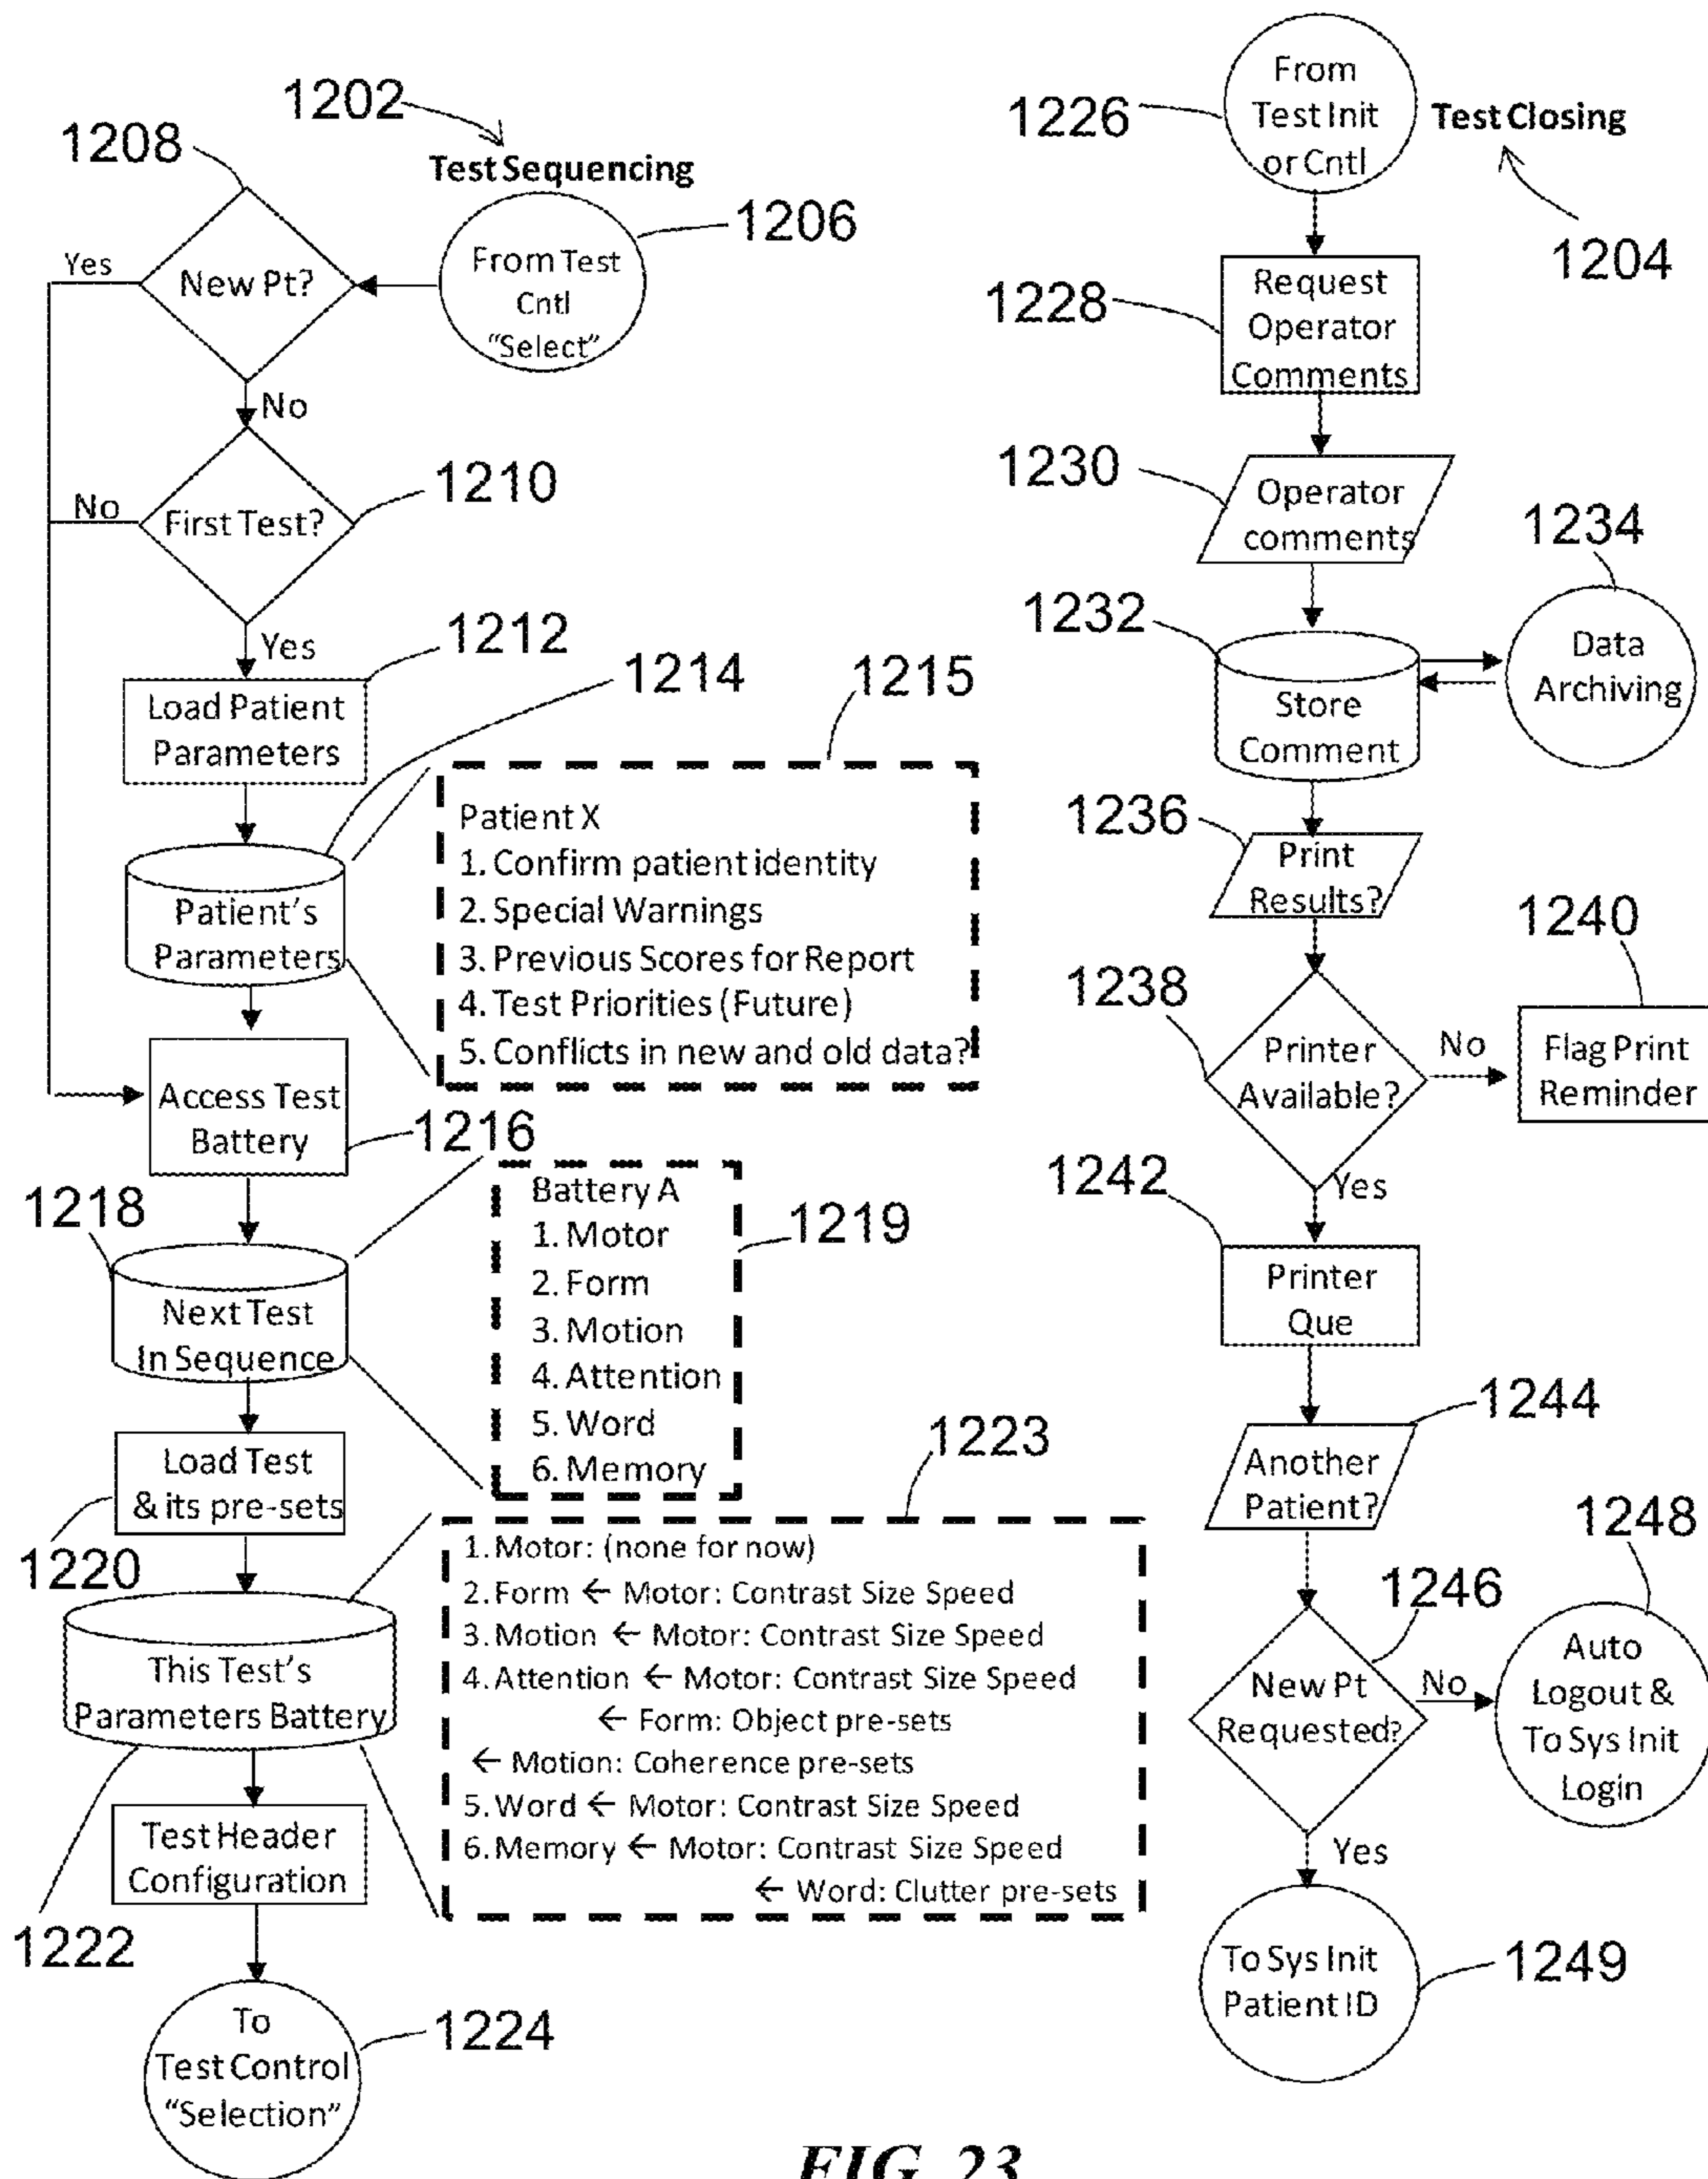 1202
1208
Test Sequencing
1206
From Test
Cntl
“Select”
Yes
New Pt?
No
No
First Test?
1210
Yes
1212
Load Patient
Parameters
1214
1215
Patient's
Parameters
Patient X
1. Confirm patient identity
2. Special Warnings
3. Previous Scores for Report
4. Test Priorities (Future)
5. Conflicts in new and old data?
Access Test
Battery
1216
1218
Next Test
In Sequence
Battery A
1. Motor
2. Form
3. Motion
4. Attention
5. Word
6. Memory
1219
Load Test
& its pre-sets
1220
1223
This Test's
Parameters Battery
1. Motor: (none for now)
2. Form ← Motor: Contrast Size Speed
3. Motion ← Motor: Contrast Size Speed
4. Attention ← Motor: Contrast Size Speed
← Form: Object pre-sets
← Motion: Coherence pre-sets
5. Word ← Motor: Contrast Size Speed
6. Memory ← Motor: Contrast Size Speed
← Word: Clutter pre-sets
Test Header
Configuration
1222
To
Test Control
“Selection”
1224
1226
From
Test Init
or Cntl
Test Closing
1204
1228
Request
Operator
Comments
1230
Operator
comments
1234
1232
Store
Comment
Data
Archiving
1236
Print
Results?
1240
1238
Printer
Available?
No
Flag Print
Reminder
1242
Yes
Printer
Que
1244
Another
Patient?
1248
1246
New Pt
Requested?
No
Auto
Logout &
To Sys Init
Login
Yes
To Sys Init
Patient ID
1249
FIG. 23